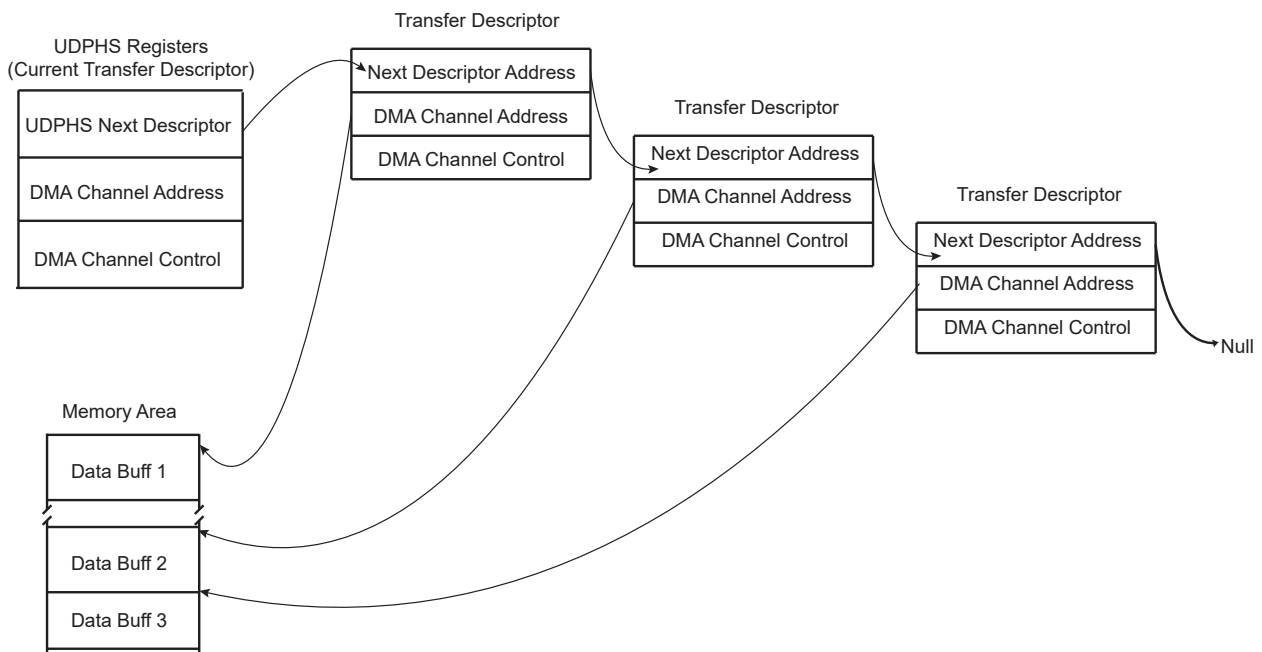 UDPHS Registers
(Current Transfer Descriptor)
UDPHS Next Descriptor
DMA Channel Address
DMA Channel Control
Transfer Descriptor
Next Descriptor Address
DMA Channel Address
DMA Channel Control
Transfer Descriptor
Next Descriptor Address
DMA Channel Address
DMA Channel Control
Transfer Descriptor
Next Descriptor Address
DMA Channel Address
DMA Channel Control
Null
Memory Area
Data Buff 1
Data Buff 2
Data Buff 3